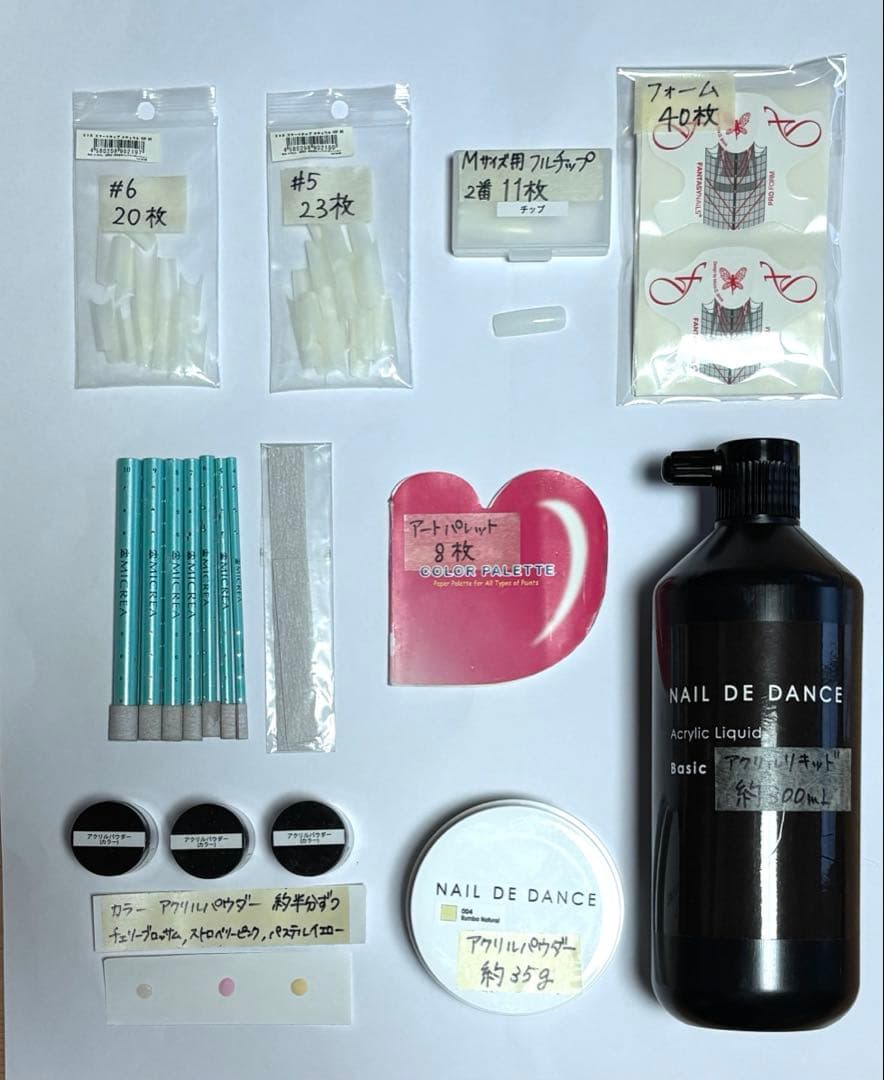 #6
20枚
#5
23枚
Mサイズ用フルチップ
2番 11枚
チップ
フォーム
40枚
FANTASYNAILS
PRO.FORM
MICREA
MICREA
MICREA
MICREA
MICREA
MICREA
MICREA
アートパレット
8枚
COLOR PALETTE
Paper Palette for All Types of Paints
NAIL DE DANCE
Acrylic Liquid
Basic
アクリルリキッド
約300mL
アクリルパウダー
(カラー)
アクリルパウダー
(カラー)
アクリルパウダー
(カラー)
カラー アクリルパウダー 約半分ずつ
チェリーブロッサム,ストロベリーピンク,パステルイエロー
NAIL DE DANCE
004
Rumba Natural
アクリルパウダー
約35g